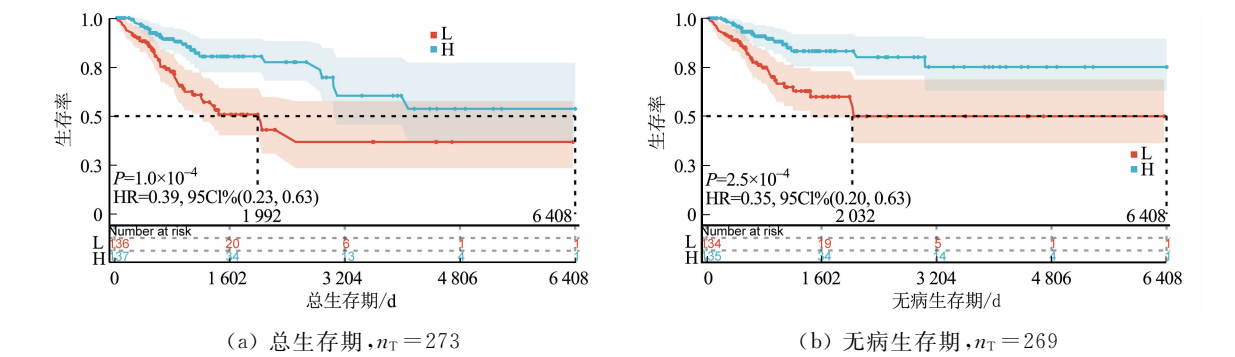 1.0
0.8
0.5
0.3
0
生存率
L
H
P=1.0×10⁻⁴
HR=0.39, 95CI%(0.23, 0.63)
1 992
6 408
Number at risk
L 136 20 6 1 1
H 137 34 13 4 1
0 1 602 3 204 4 806 6 408
总生存期/d
(a) 总生存期,nT=273
1.0
0.8
0.5
0.3
0
生存率
L
H
P=2.5×10⁻⁴
HR=0.35, 95CI%(0.20, 0.63)
2 032
6 408
Number at risk
L 134 19 5 1 1
H 135 14
0 1 602 3 204 4 806 6 408
无病生存期/d
(b) 无病生存期,nT=269